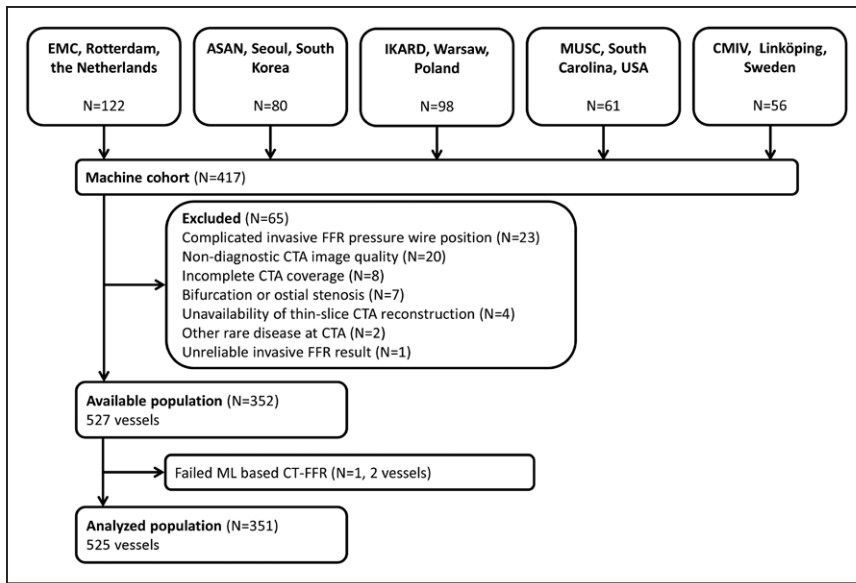 EMC, Rotterdam,
the Netherlands
N=122
ASAN, Seoul, South
Korea
N=80
IKARD, Warsaw,
Poland
N=98
MUSC, South
Carolina, USA
N=61
CMIV, Linköping,
Sweden
N=56
Machine cohort (N=417)
Excluded (N=65)
Complicated invasive FFR pressure wire position (N=23)
Non-diagnostic CTA image quality (N=20)
Incomplete CTA coverage (N=8)
Bifurcation or ostial stenosis (N=7)
Unavailability of thin-slice CTA reconstruction (N=4)
Other rare disease at CTA (N=2)
Unreliable invasive FFR result (N=1)
Available population (N=352)
527 vessels
Failed ML based CT-FFR (N=1, 2 vessels)
Analyzed population (N=351)
525 vessels